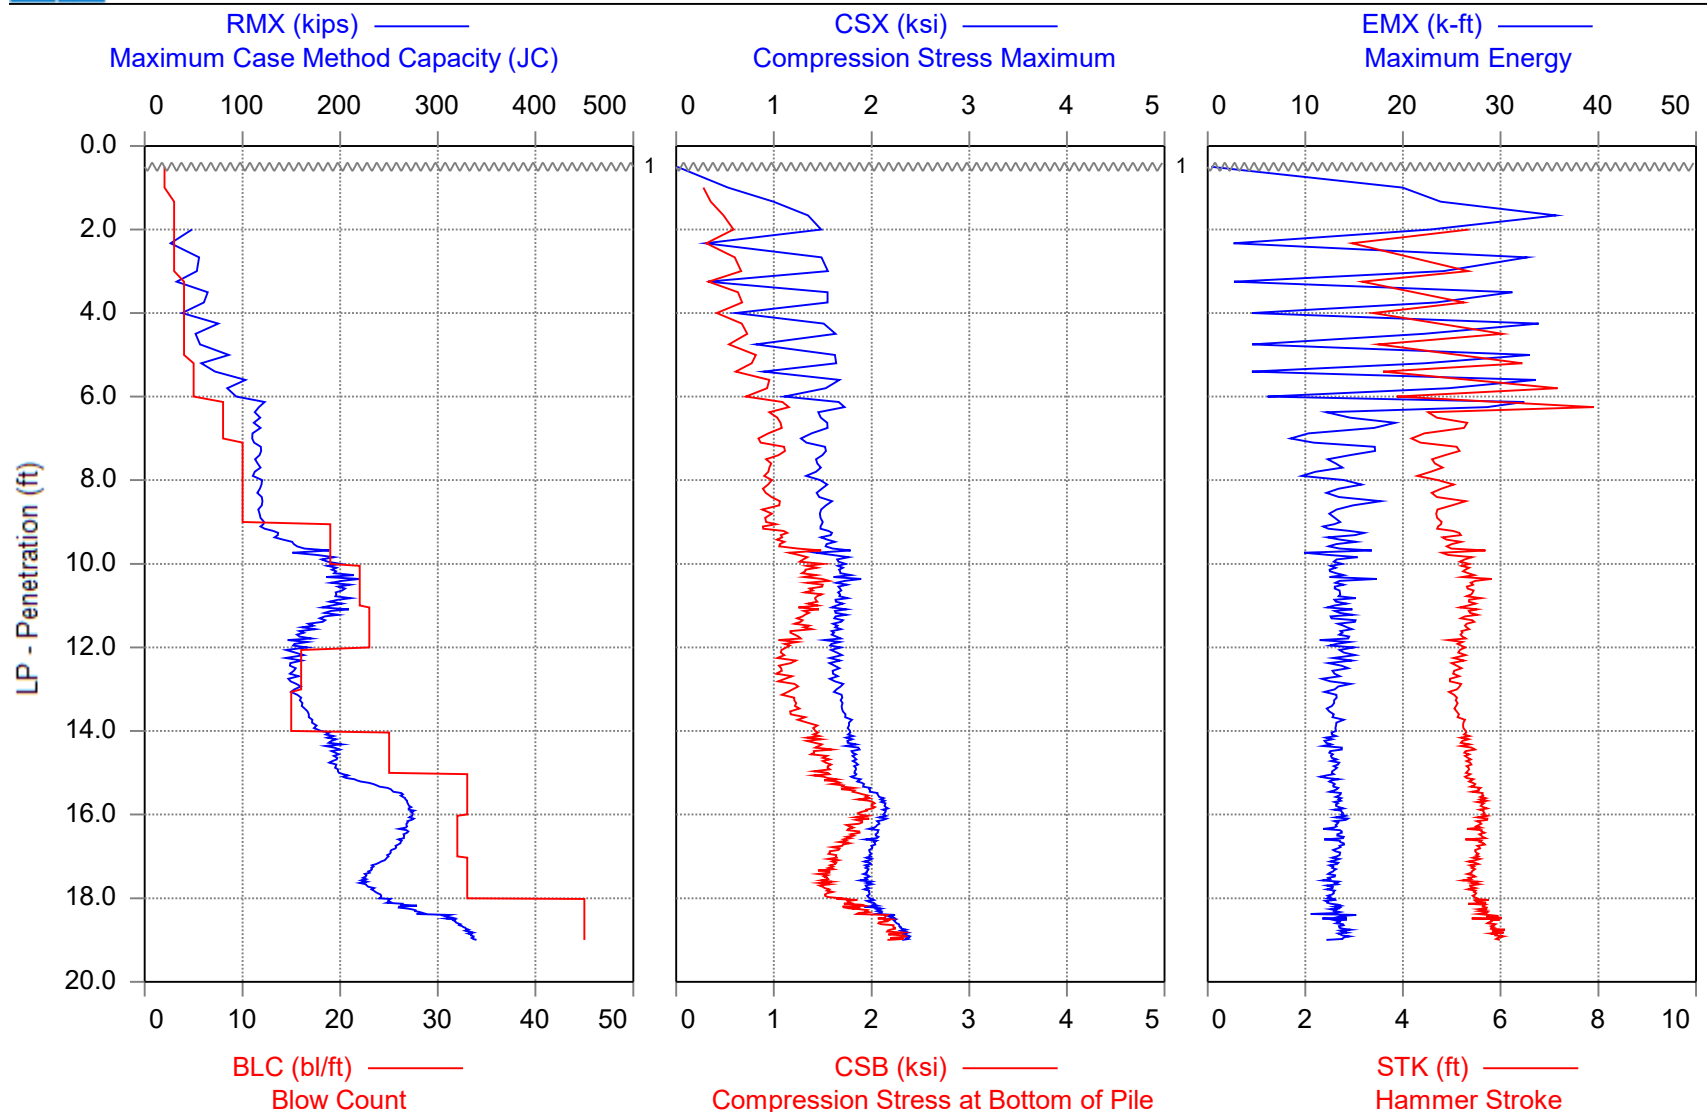 RMX (kips)
Maximum Case Method Capacity (JC)
CSX (ksi)
Compression Stress Maximum
EMX (k-ft)
Maximum Energy
0 100 200 300 400 500
0 1 2 3 4 5
0 10 20 30 40 50
LP - Penetration (ft)
0.0
2.0
4.0
6.0
8.0
10.0
12.0
14.0
16.0
18.0
20.0
1
1
0 10 20 30 40 50
0 1 2 3 4 5
0 2 4 6 8 10
BLC (bl/ft)
Blow Count
CSB (ksi)
Compression Stress at Bottom of Pile
STK (ft)
Hammer Stroke